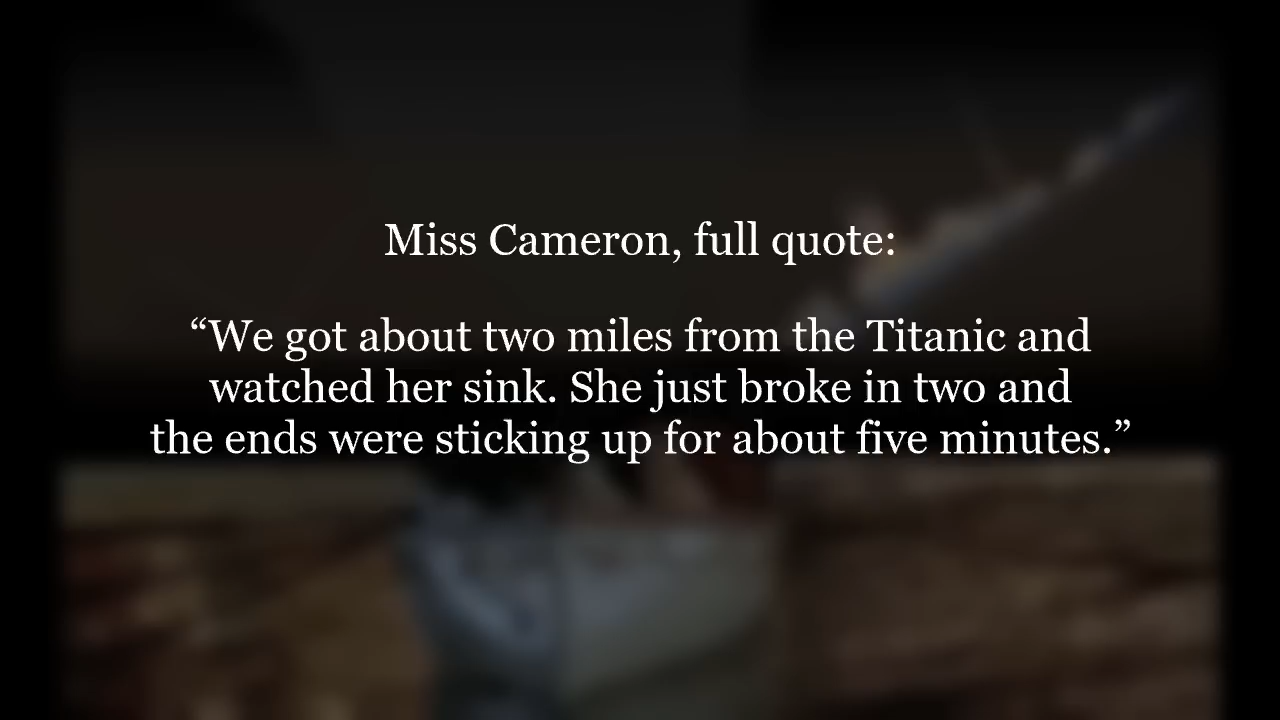 Miss Cameron, full quote:
“We got about two miles from the Titanic and
watched her sink. She just broke in two and
the ends were sticking up for about five minutes.”